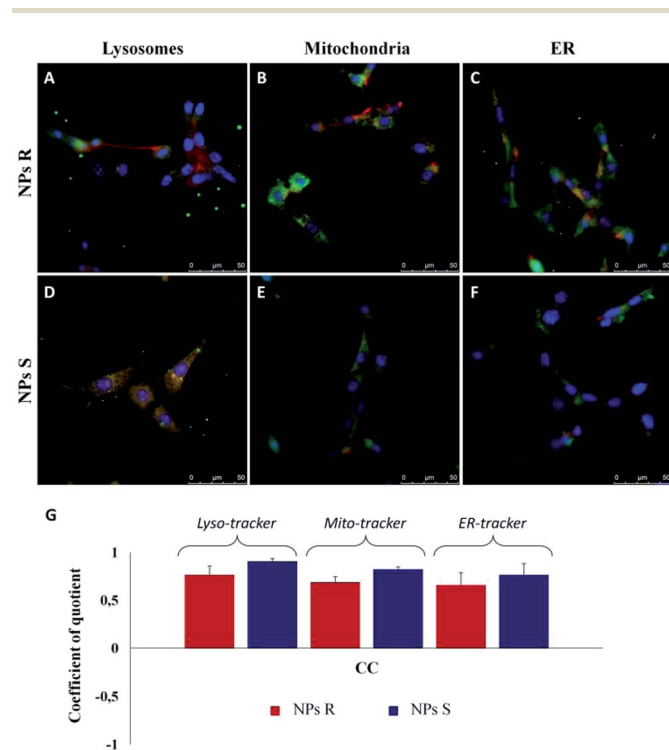 Lysosomes Mitochondria ER
NPs R
A B C
0 µm 50 0 µm 50 0 µm 50
NPs S
D E F
0 µm 50 0 µm 50 0 µm 50
G
Lyso-tracker Mito-tracker ER-tracker
Coefficient of quotient
1
0,5
0
-0,5
-1
CC
NPs R NPs S